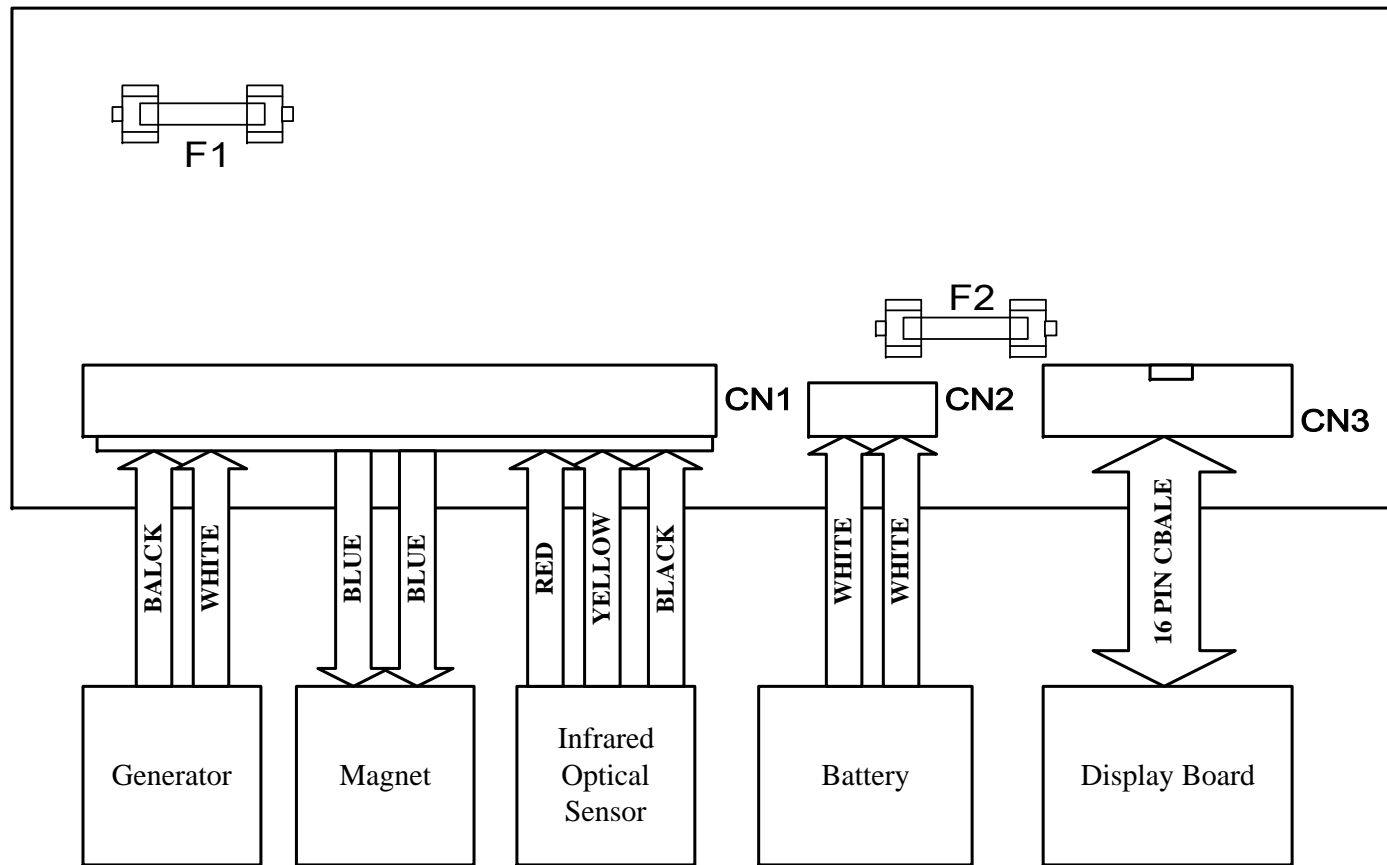 F1
F2
CN1
CN2
CN3
BALCK
WHITE
BLUE
BLUE
RED
YELLOW
BLACK
WHITE
WHITE
16 PIN CBALE
Generator
Magnet
Infrared
Optical
Sensor
Battery
Display Board